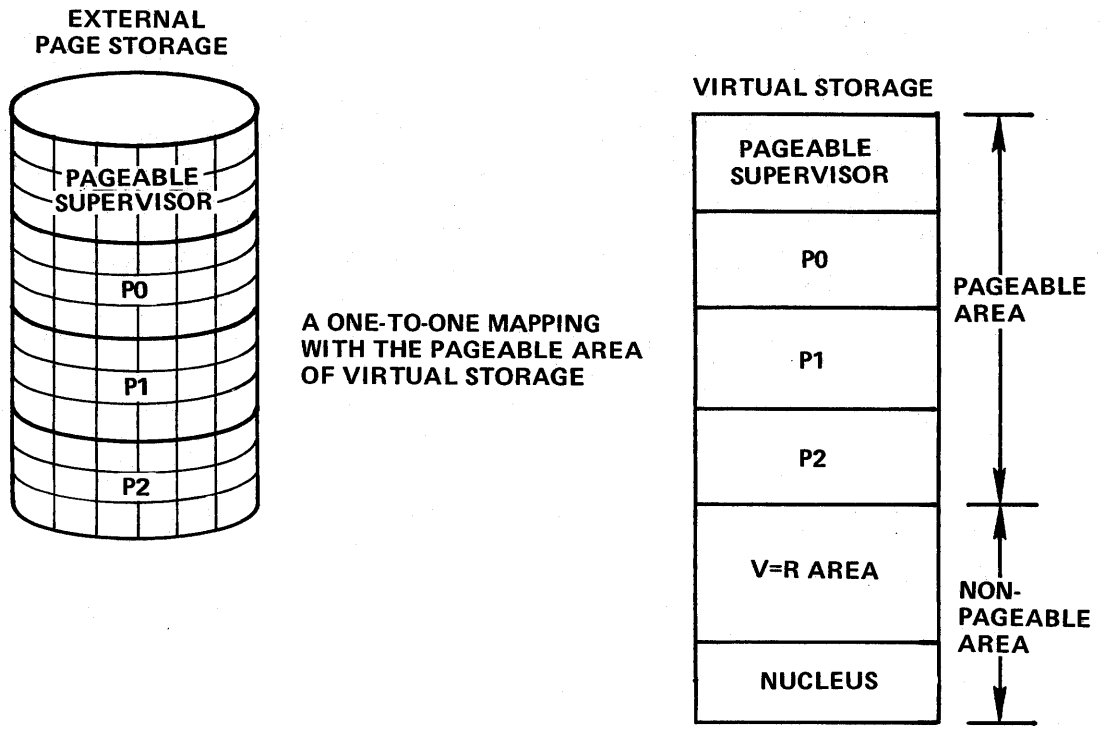 EXTERNAL
PAGE STORAGE
PAGEABLE
SUPERVISOR
P0
P1
P2
A ONE-TO-ONE MAPPING
WITH THE PAGEABLE AREA
OF VIRTUAL STORAGE
VIRTUAL STORAGE
PAGEABLE
SUPERVISOR
P0
P1
P2
V=R AREA
NUCLEUS
PAGEABLE
AREA
NON-
PAGEABLE
AREA